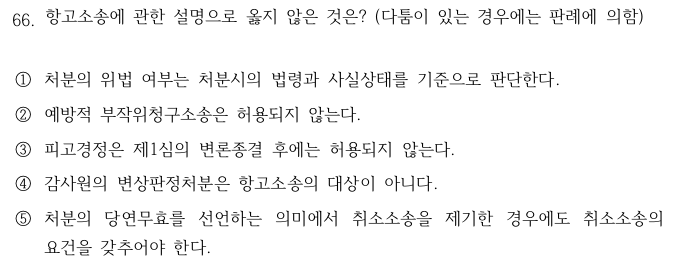 66. 항고소송에 관한 설명으로 옳지 않은 것은? (다툼이 있는 경우에는 판례에 의함)
① 처분의 위법 여부는 처분시의 법령과 사실상태를 기준으로 판단한다.
② 예방적 부작위청구소송은 허용되지 않는다.
③ 피고경정은 제1심의 변론종결 후에는 허용되지 않는다.
④ 감사원의 변상판정처분은 항고소송의 대상이 아니다.
⑤ 처분의 당연무효를 선언하는 의미에서 취소소송을 제기한 경우에도 취소소송의
요건을 갖추어야 한다.